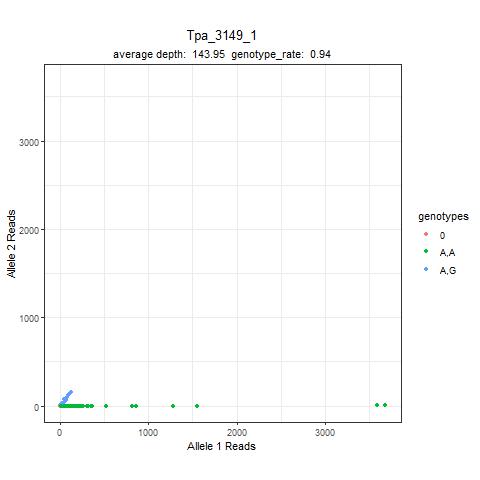 Tpa_3149_1
average depth:  143.95  genotype_rate:  0.94
Allele 2 Reads
3000
2000
1000
0
0 1000 2000 3000
Allele 1 Reads
genotypes
0
A,A
A,G